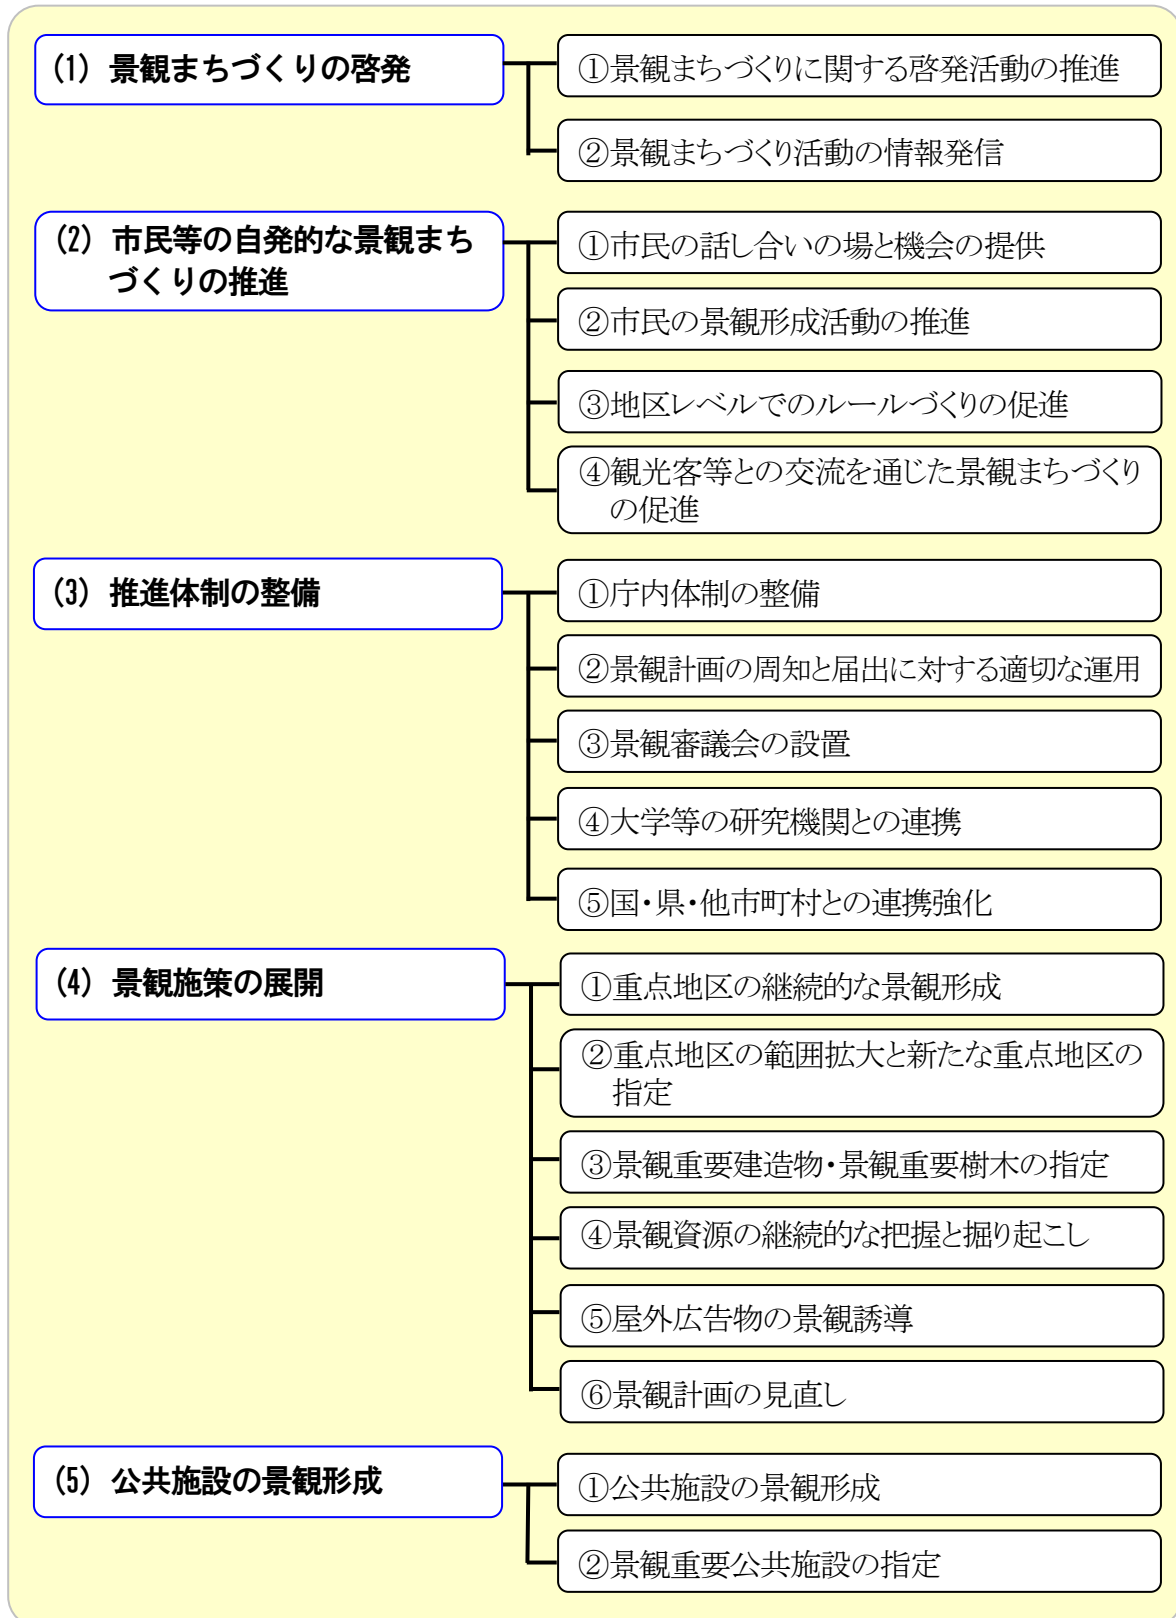 (1) 景観まちづくりの啓発
①景観まちづくりに関する啓発活動の推進
②景観まちづくり活動の情報発信
(2) 市民等の自発的な景観まち
づくりの推進
①市民の話し合いの場と機会の提供
②市民の景観形成活動の推進
③地区レベルでのルールづくりの促進
④観光客等との交流を通じた景観まちづくり
の促進
(3) 推進体制の整備
①庁内体制の整備
②景観計画の周知と届出に対する適切な運用
③景観審議会の設置
④大学等の研究機関との連携
⑤国・県・他市町村との連携強化
(4) 景観施策の展開
①重点地区の継続的な景観形成
②重点地区の範囲拡大と新たな重点地区の
指定
③景観重要建造物・景観重要樹木の指定
④景観資源の継続的な把握と掘り起こし
⑤屋外広告物の景観誘導
⑥景観計画の見直し
(5) 公共施設の景観形成
①公共施設の景観形成
②景観重要公共施設の指定